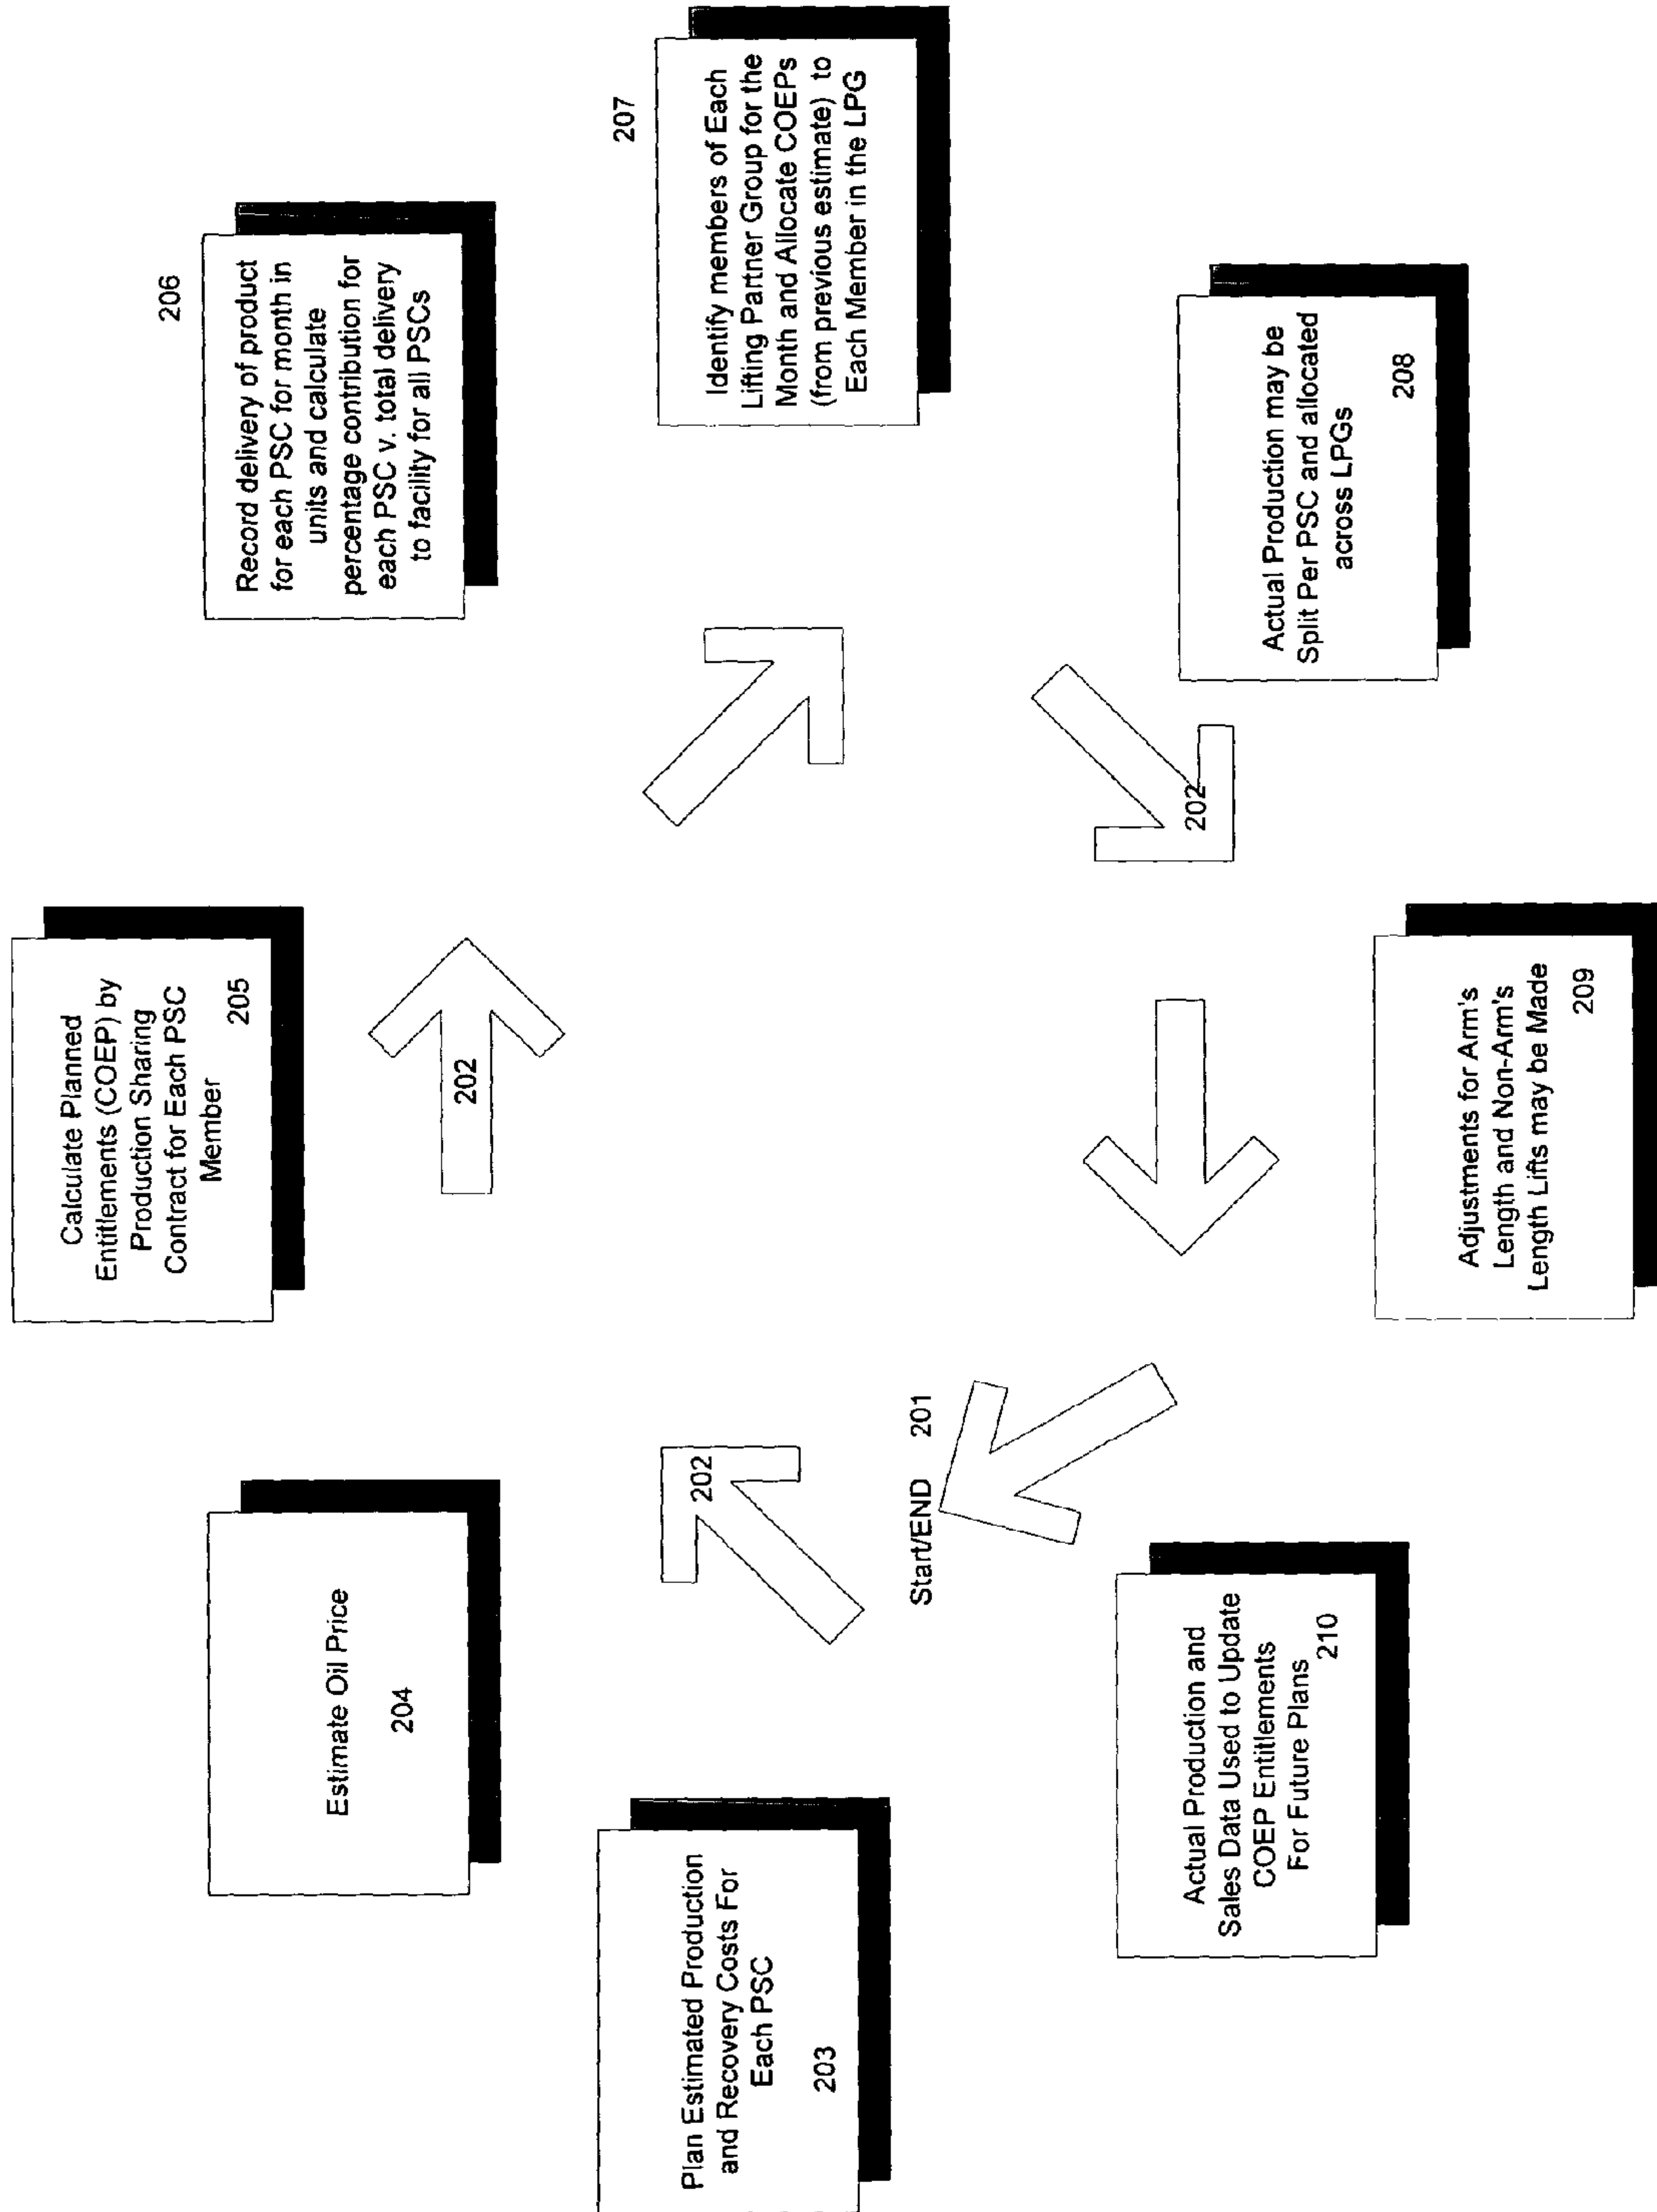 Start/END 201
202
Plan Estimated Production
and Recovery Costs For
Each PSC
203
Estimate Oil Price
204
Calculate Planned
Entitlements (COEP) by
Production Sharing
Contract for Each PSC
Member
205
202
206
Record delivery of product
for each PSC for month in
units and calculate
percentage contribution for
each PSC v. total delivery
to facility for all PSCs
207
Identify members of Each
Lifting Partner Group for the
Month and Allocate COEPs
(from previous estimate) to
Each Member in the LPG
Actual Production may be
Split Per PSC and allocated
across LPGs
208
202
Adjustments for Arm's
Length and Non-Arm's
Length Lifts may be Made
209
Actual Production and
Sales Data Used to Update
COEP Entitlements
For Future Plans
210